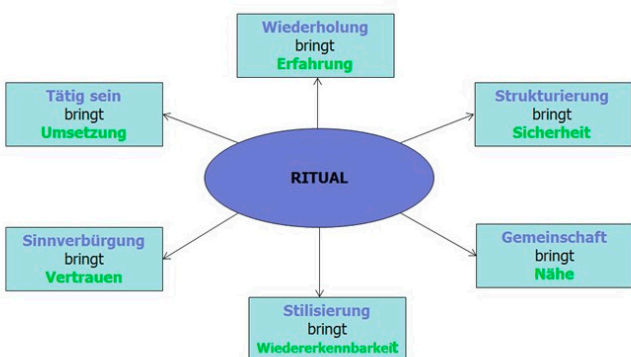 Wiederholung
bringt
Erfahrung
Tätig sein
bringt
Umsetzung
Strukturierung
bringt
Sicherheit
RITUAL
Sinnverbürgung
bringt
Vertrauen
Gemeinschaft
bringt
Nähe
Stilisierung
bringt
Wiedererkennbarkeit